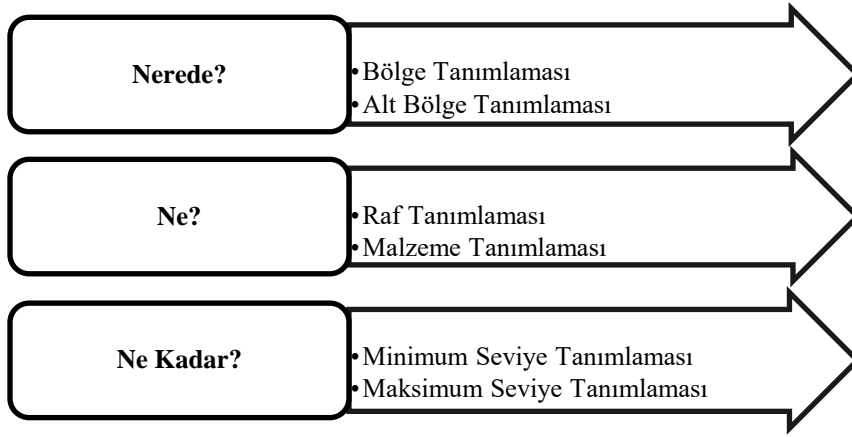 Nerede?
•Bölge Tanımlaması
•Alt Bölge Tanımlaması
Ne?
•Raf Tanımlaması
•Malzeme Tanımlaması
Ne Kadar?
•Minimum Seviye Tanımlaması
•Maksimum Seviye Tanımlaması